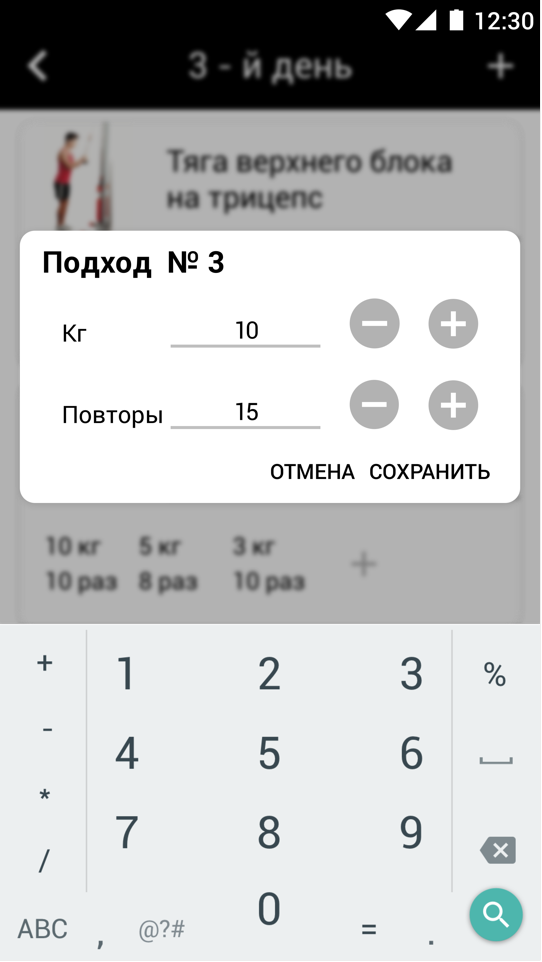 12:30
3 - й день +
Тяга верхнего блока
на трицепс
Подход № 3
Кг 10 − +
Повторы 15 − +
ОТМЕНА СОХРАНИТЬ
10 кг 5 кг 3 кг +
10 раз 8 раз 10 раз
+ 1 2 3 %
- 4 5 6
* 7 8 9
/
ABC , @?# 0 = .